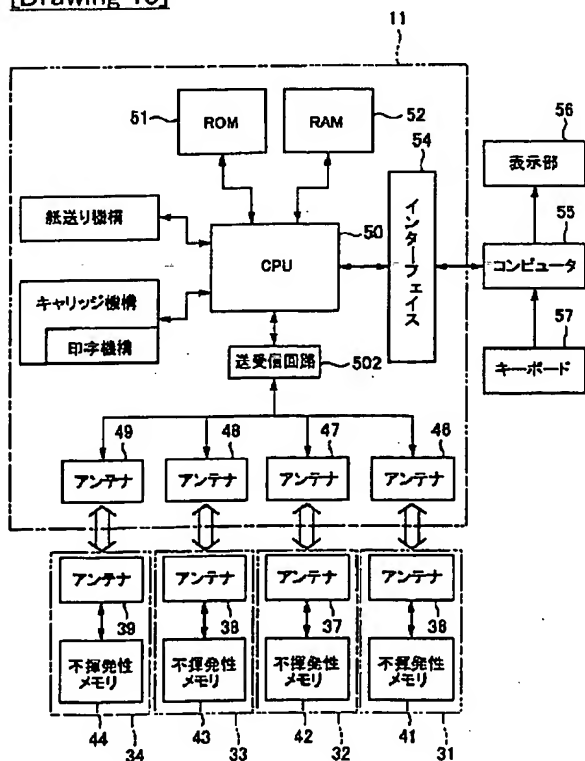 [Drawing 10]
11
51
ROM
52
RAM
54
56
表示部
紙送り機構
50
CPU
インターフェイス
55
コンピュータ
キャリッジ機構
印字機構
57
キーボード
送受信回路
502
49
48
47
46
アンテナ
アンテナ
アンテナ
アンテナ
アンテナ
アンテナ
アンテナ
アンテナ
39
38
37
36
不揮発性
メモリ
不揮発性
メモリ
不揮発性
メモリ
不揮発性
メモリ
44
34
43
33
42
32
41
31